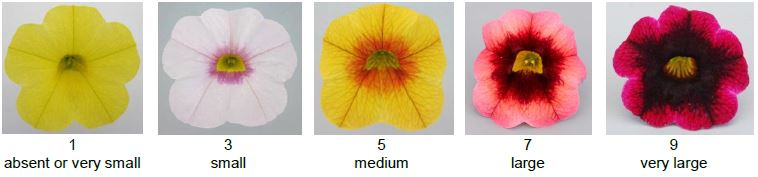 1 3 5 7 9
absent or very small small medium large very large